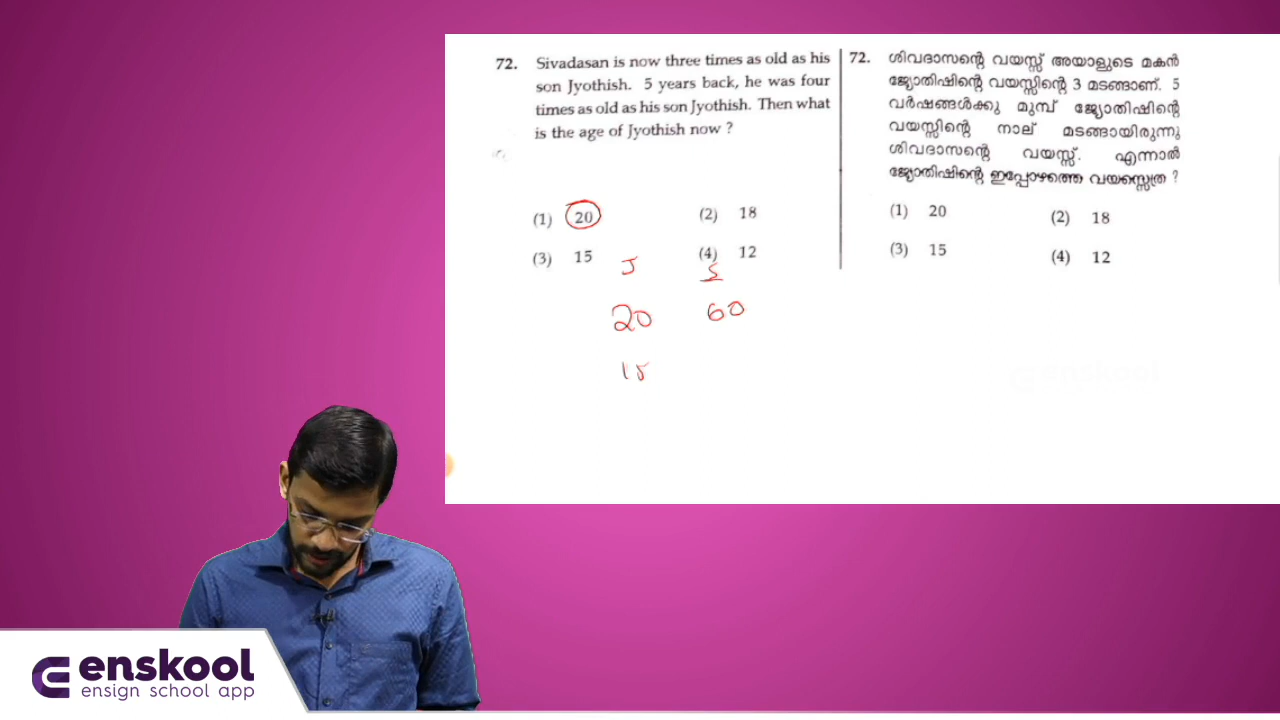 72. Sivadasan is now three times as old as his
son Jyothish. 5 years back, he was four
times as old as his son Jyothish. Then what
is the age of Jyothish now ?
(1) 20 (2) 18
(3) 15 (4) 12
J S
20 60
15
72. ശിവദാസന്റെ വയസ്സ് അയാളുടെ മകൻ
ജ്യോതിഷിന്റെ വയസ്സിന്റെ 3 മടങ്ങാണ്. 5
വർഷങ്ങൾക്കു മുമ്പ് ജ്യോതിഷിന്റെ
വയസ്സിന്റെ നാല് മടങ്ങായിരുന്നു
ശിവദാസന്റെ വയസ്സ്. എന്നാൽ
ജ്യോതിഷിന്റെ ഇപ്പോഴത്തെ വയസ്സെത്ര ?
(1) 20 (2) 18
(3) 15 (4) 12
enskool
ensign school app